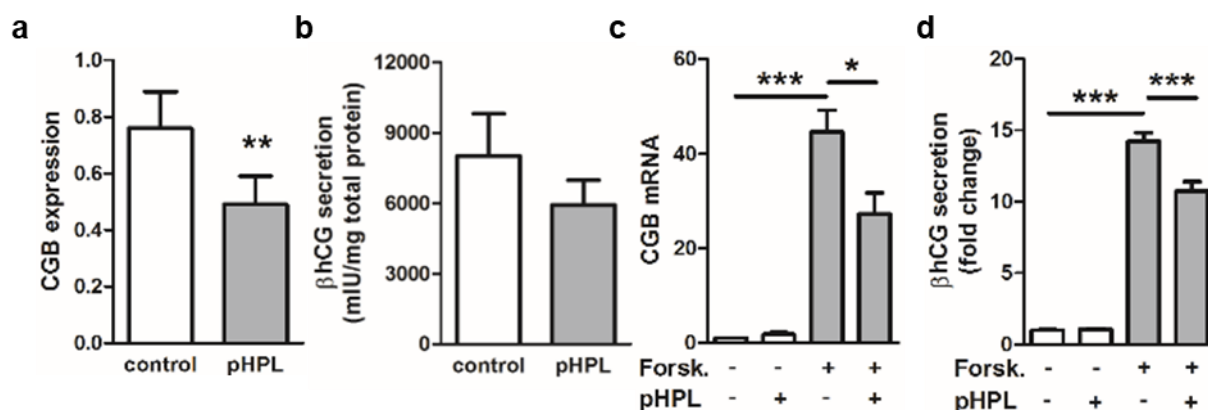 a
CGB expression
1.0
0.8
0.6
0.4
0.2
0.0
**
control pHPL
b
βhCG secretion
(mIU/mg total protein)
12000
9000
6000
3000
0
control pHPL
c
CGB mRNA
60
40
20
0
*** *
Forsk. - - + +
pHPL - + - +
d
βhCG secretion
(fold change)
20
15
10
5
0
*** ***
Forsk. - - + +
pHPL - + - +